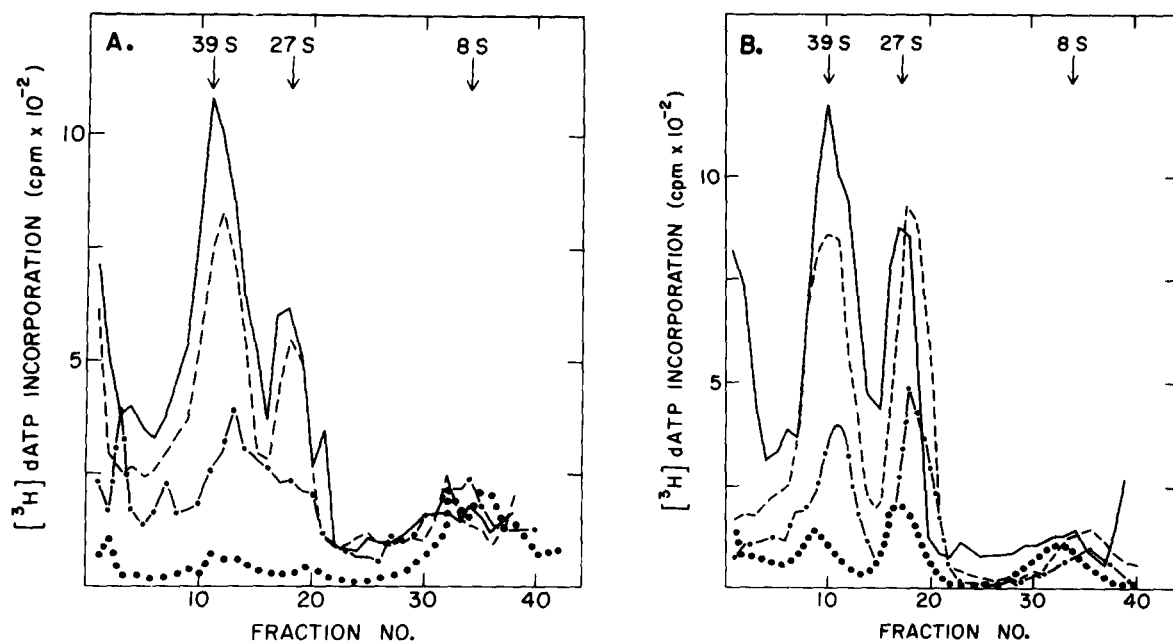 A.
39 S
27 S
8 S
[³H] dATP INCORPORATION (cpm x 10⁻²)
10
5
10
20
30
40
FRACTION NO.
B.
39 S
27 S
8 S
[³H] dATP INCORPORATION (cpm x 10⁻²)
10
5
10
20
30
40
FRACTION NO.